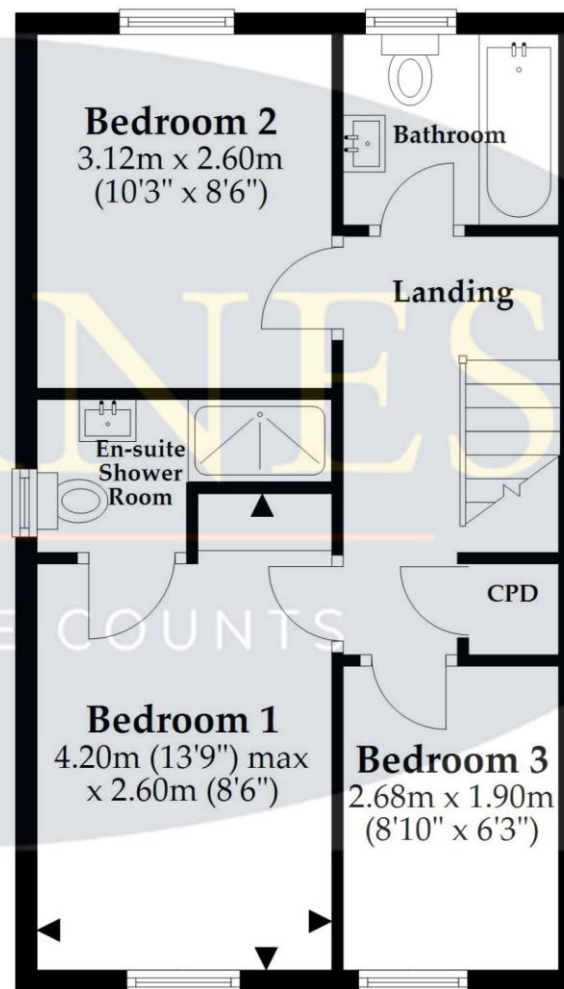 Bedroom 2
3.12m x 2.60m
(10'3" x 8'6")
Bathroom
Landing
En-suite
Shower
Room
CPD
Bedroom 1
4.20m (13'9") max
x 2.60m (8'6")
Bedroom 3
2.68m x 1.90m
(8'10" x 6'3")
NES
E COUNTS